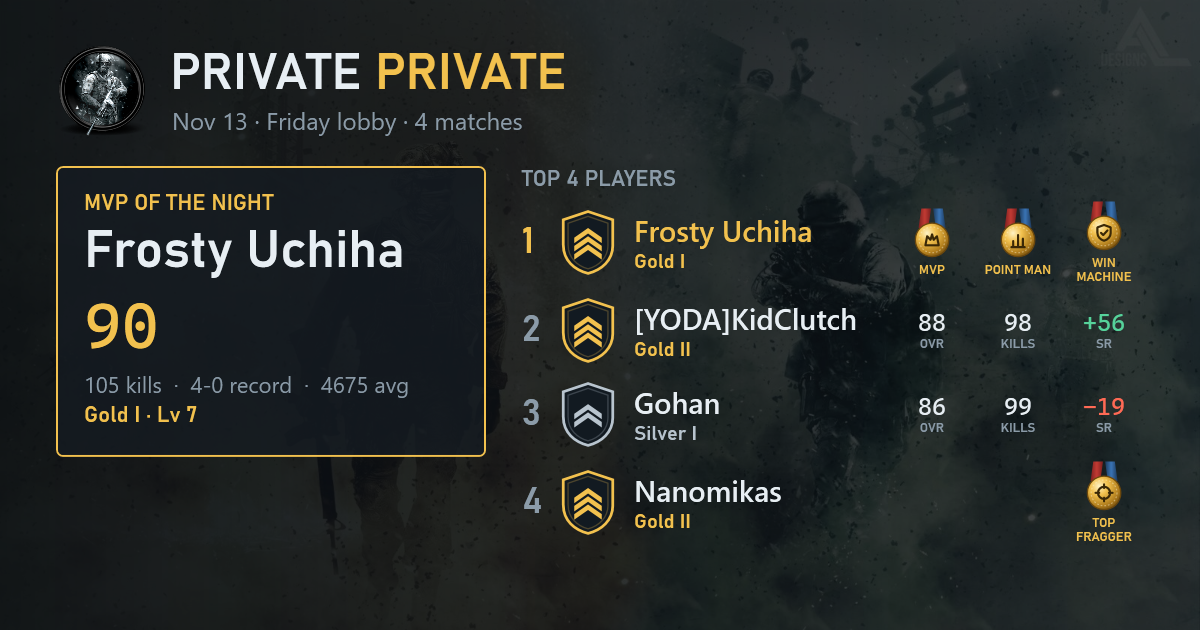 PRIVATE PRIVATE
Nov 13 · Friday lobby · 4 matches
MVP OF THE NIGHT
Frosty Uchiha
90
105 kills · 4-0 record · 4675 avg
Gold I · Lv 7
TOP 4 PLAYERS
1
Frosty Uchiha
Gold I
MVP
POINT MAN
WIN
MACHINE
2
[YODA]KidClutch
Gold II
88
OVR
98
KILLS
+56
SR
3
Gohan
Silver I
86
OVR
99
KILLS
−19
SR
4
Nanomikas
Gold II
TOP
FRAGGER